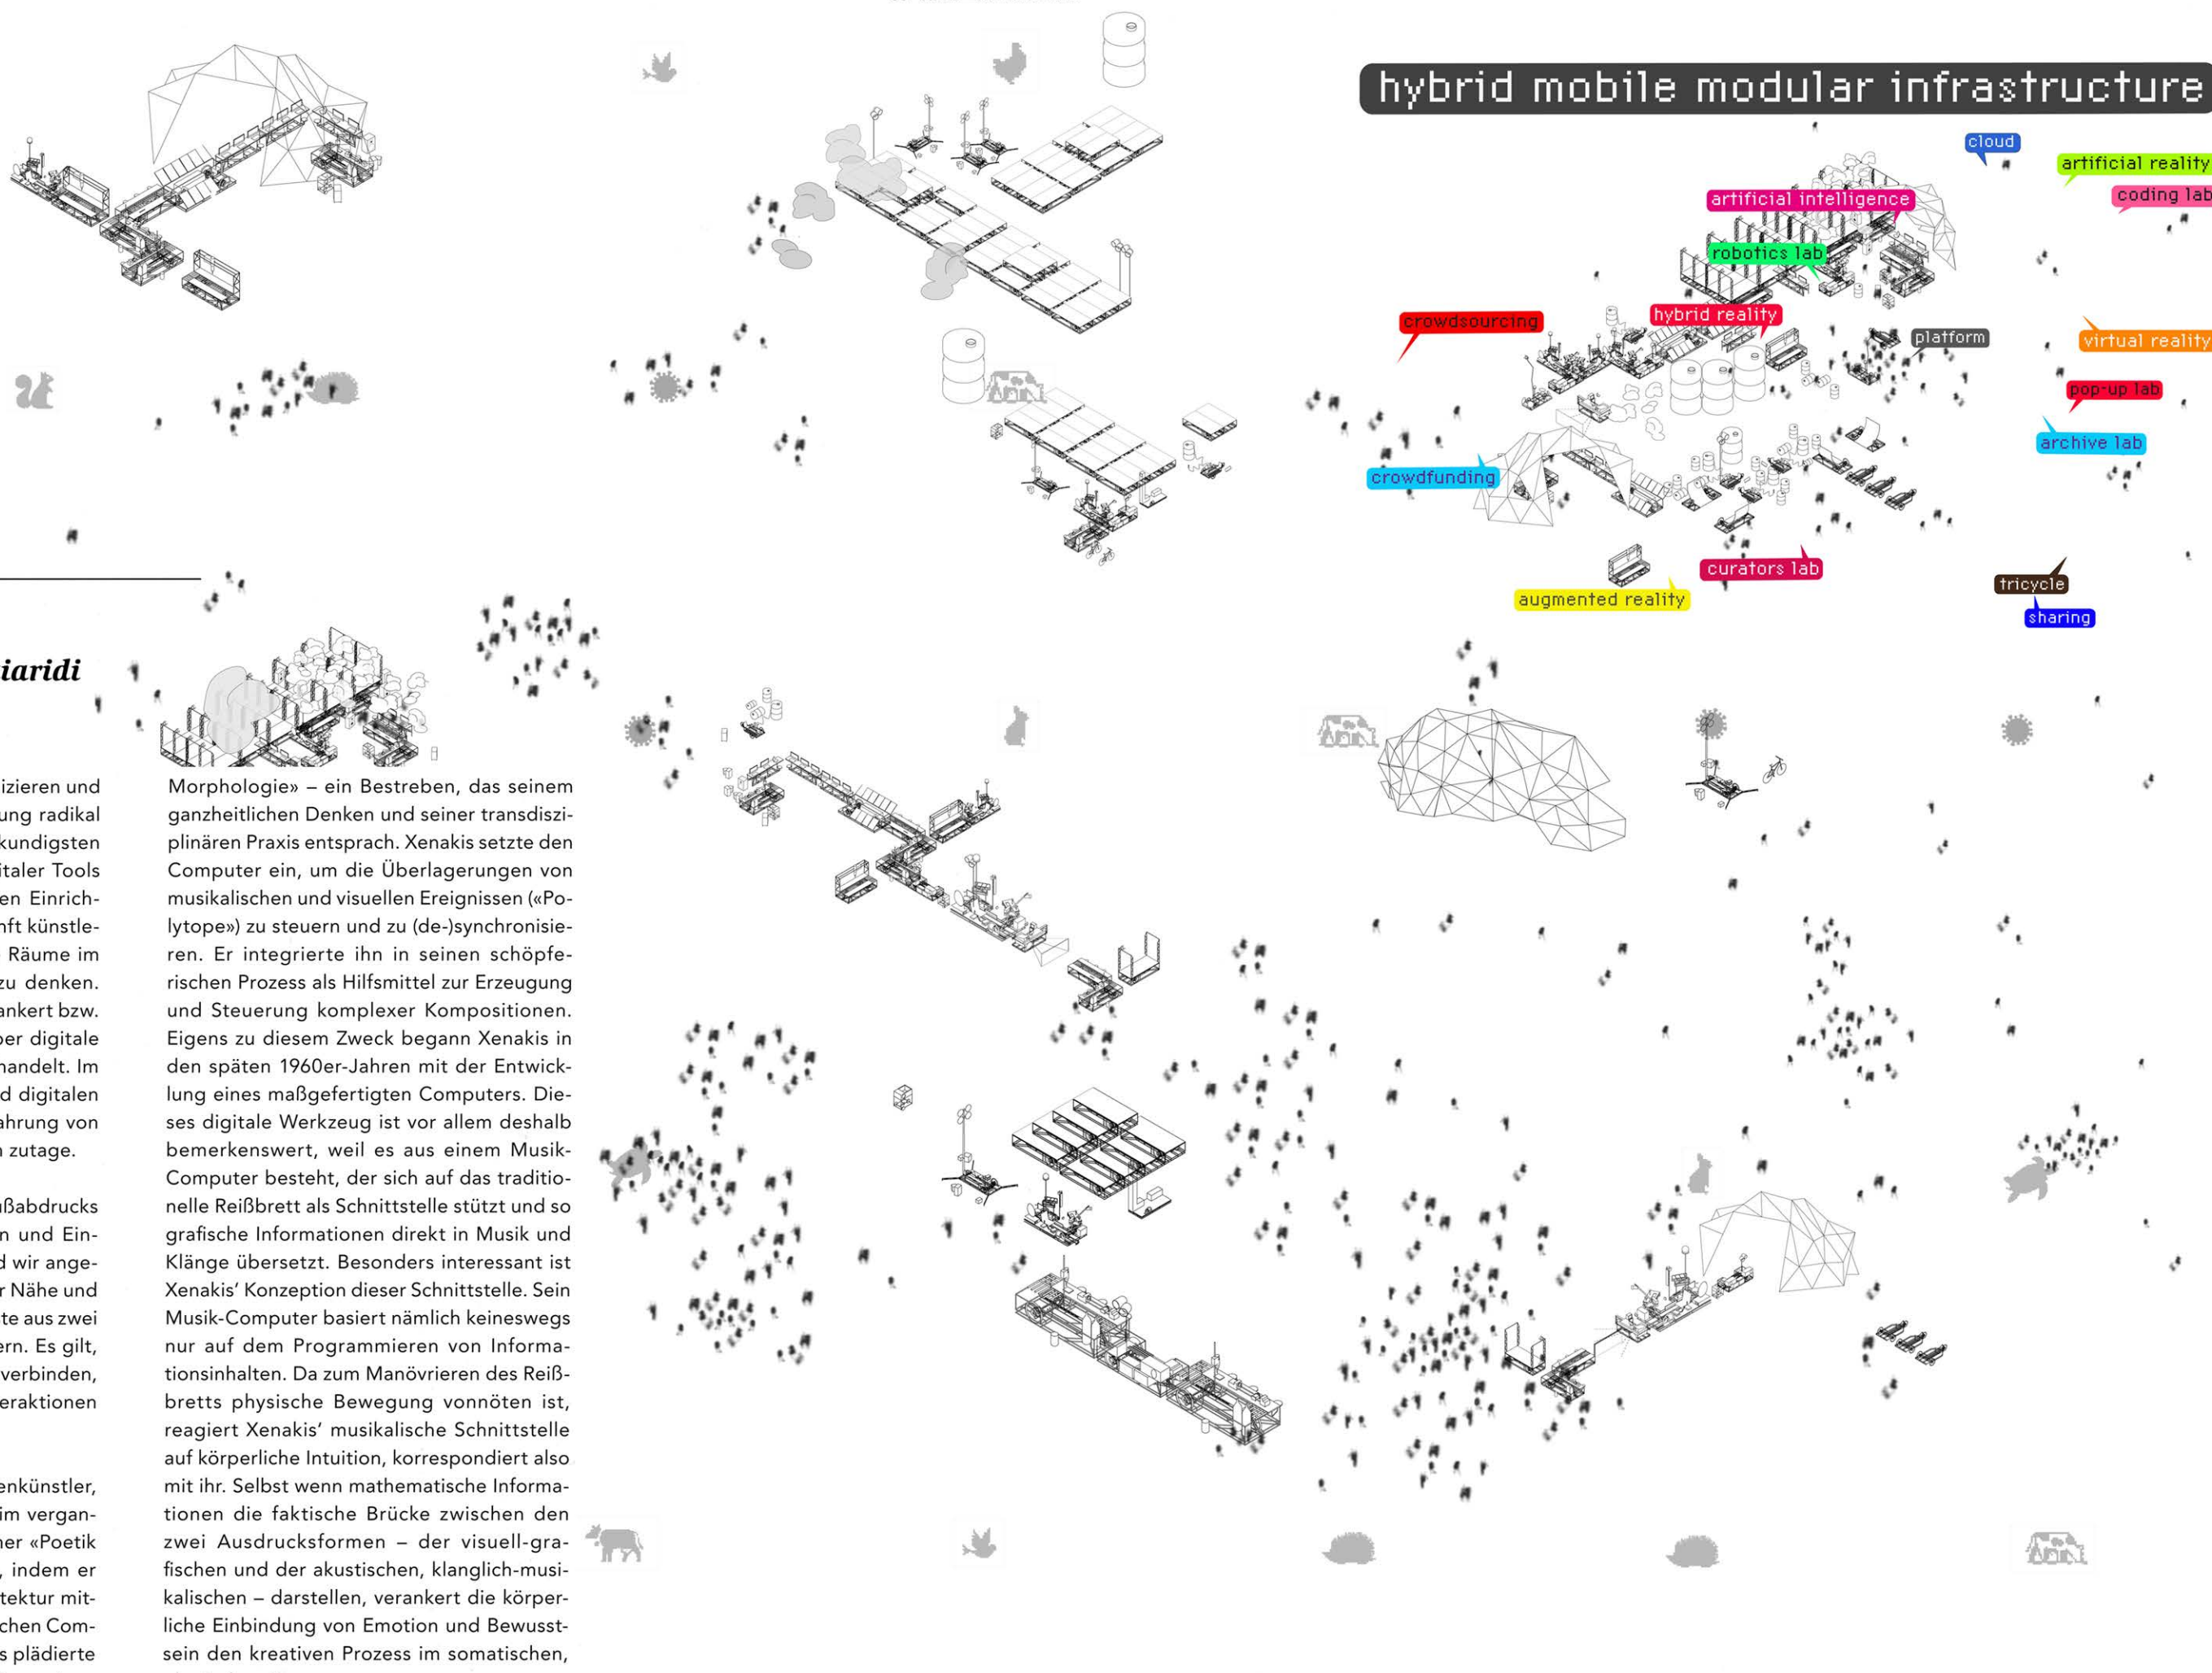 hybrid mobile modular infrastructure
cloud
artificial reality
coding lab
artificial intelligence
robotics lab
crowdsourcing
hybrid reality
platform
virtual reality
pop-up lab
archive lab
crowdfunding
curators lab
augmented reality
tricycle
sharing
iaridi
izieren und
ung radikal
kundigsten
italer Tools
en Einrich-
nft künstle-
Räume im
zu denken.
ankert bzw.
ber digitale
handelt. Im
d digitalen
ahrung von
n zutage.
ußabdrucks
n und Ein-
d wir ange-
r Nähe und
te aus zwei
ern. Es gilt,
verbinden,
eraktionen
enkünstler,
im vergan-
ner «Poetik
, indem er
tektur mit-
chen Com-
s plädierte
Morphologie» – ein Bestreben, das seinem
ganzheitlichen Denken und seiner transdiszi-
plinären Praxis entsprach. Xenakis setzte den
Computer ein, um die Überlagerungen von
musikalischen und visuellen Ereignissen («Po-
lytope») zu steuern und zu (de-)synchronisie-
ren. Er integrierte ihn in seinen schöpfe-
rischen Prozess als Hilfsmittel zur Erzeugung
und Steuerung komplexer Kompositionen.
Eigens zu diesem Zweck begann Xenakis in
den späten 1960er-Jahren mit der Entwick-
lung eines maßgefertigten Computers. Die-
ses digitale Werkzeug ist vor allem deshalb
bemerkenswert, weil es aus einem Musik-
Computer besteht, der sich auf das traditio-
nelle Reißbrett als Schnittstelle stützt und so
grafische Informationen direkt in Musik und
Klänge übersetzt. Besonders interessant ist
Xenakis’ Konzeption dieser Schnittstelle. Sein
Musik-Computer basiert nämlich keineswegs
nur auf dem Programmieren von Informa-
tionsinhalten. Da zum Manövrieren des Reiß-
bretts physische Bewegung vonnöten ist,
reagiert Xenakis’ musikalische Schnittstelle
auf körperliche Intuition, korrespondiert also
mit ihr. Selbst wenn mathematische Informa-
tionen die faktische Brücke zwischen den
zwei Ausdrucksformen – der visuell-gra-
fischen und der akustischen, klanglich-musi-
kalischen – darstellen, verankert die körper-
liche Einbindung von Emotion und Bewusst-
sein den kreativen Prozess im somatischen,